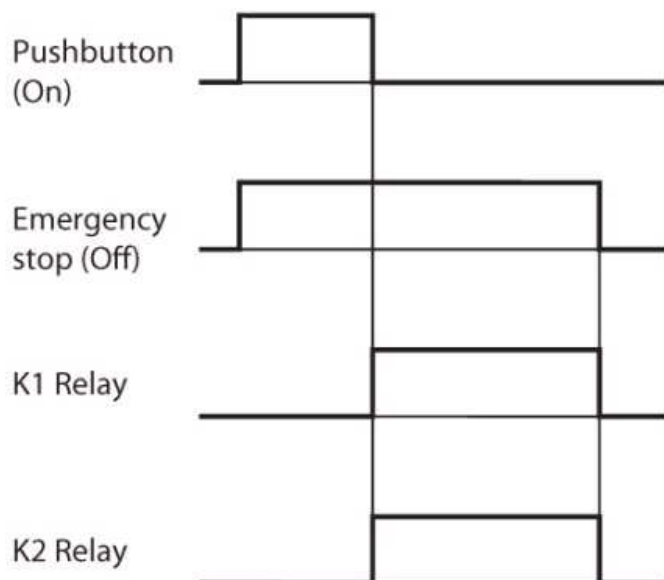 Pushbutton
(On)
Emergency
stop (Off)
K1 Relay
K2 Relay